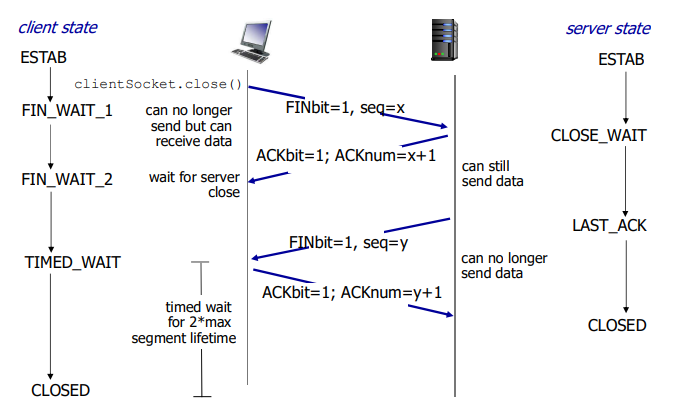 client state
server state
ESTAB
ESTAB
clientSocket.close()
FIN_WAIT_1
can no longer
send but can
receive data
FINbit=1, seq=x
CLOSE_WAIT
ACKbit=1; ACKnum=x+1
FIN_WAIT_2
wait for server
close
can still
send data
LAST_ACK
FINbit=1, seq=y
TIMED_WAIT
can no longer
send data
ACKbit=1; ACKnum=y+1
timed wait
for 2*max
segment lifetime
CLOSED
CLOSED